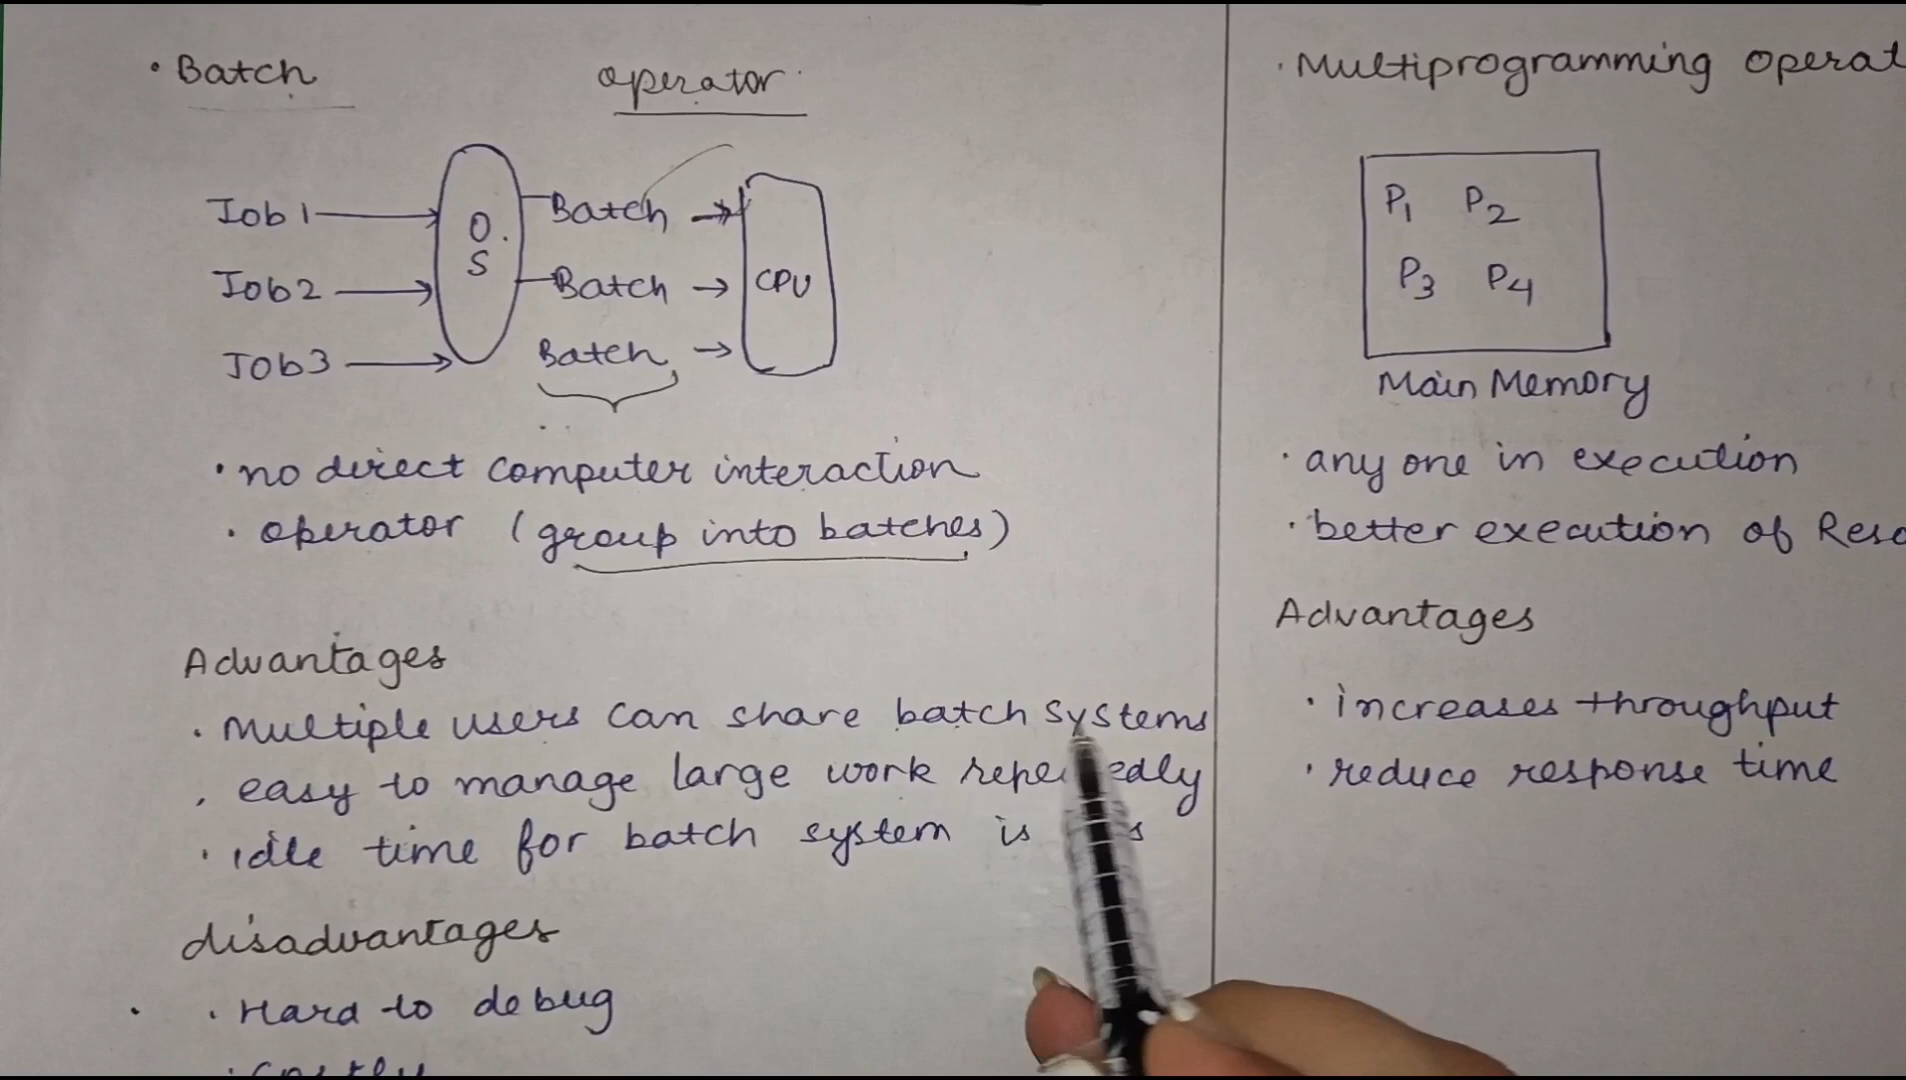 • Batch
operator
Job 1
Job2
Job3
O.
S
Batch
Batch
Batch
CPU
• no direct computer interaction
• operator (group into batches)
Advantages
• Multiple users can share batch systems
• easy to manage large work
• idle time for batch system is
disadvantages
• Hard to debug
• Costly
• Multiprogramming
P1 P2
P3 P4
Main Memory
• any one in execution
• better execution of
Advantages
• increases throughput
• reduce response time